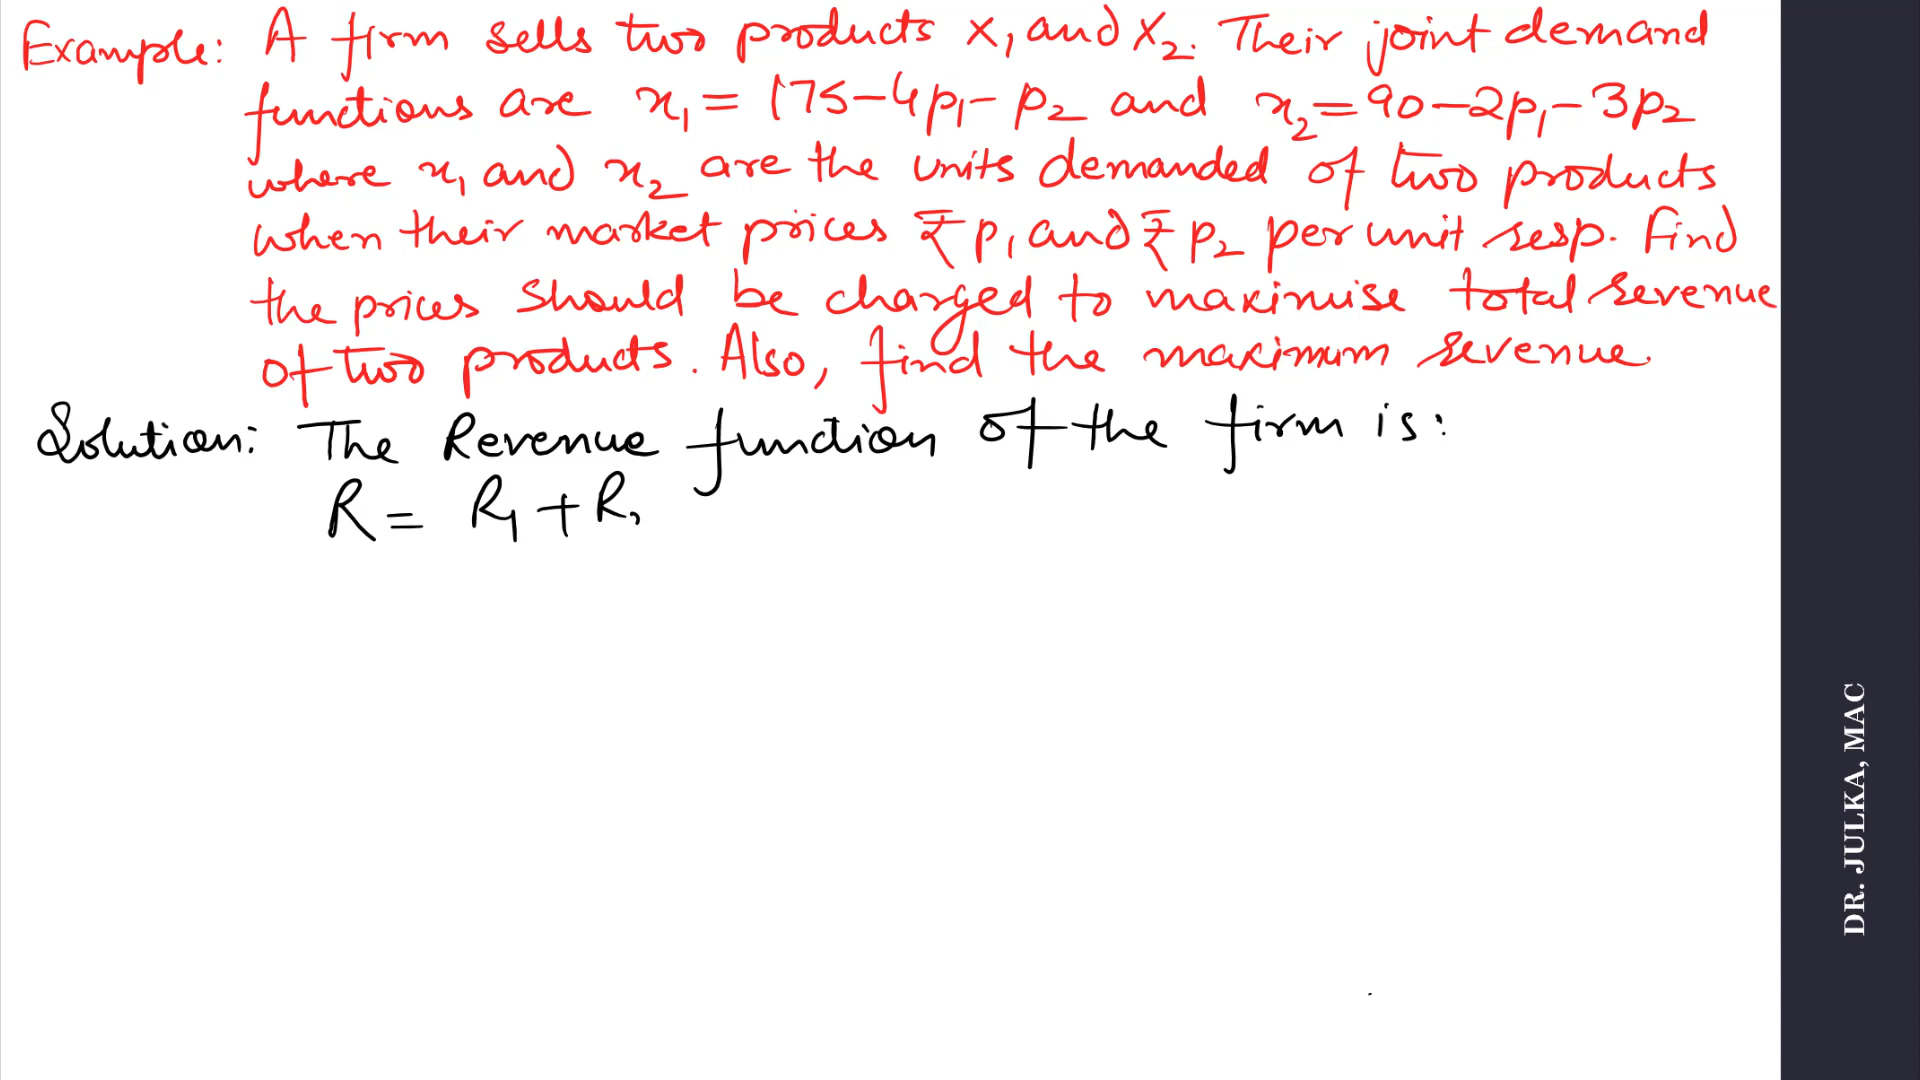 Example: A firm sells two products X₁ and X₂. Their joint demand
functions are x₁ = 175-4p₁- p₂ and x₂=90-2p₁-3p₂
where x₁ and x₂ are the units demanded of two products
when their market prices ₹ p₁ and ₹ p₂ per unit resp. Find
the prices should be charged to maximise total revenue
of two products. Also, find the maximum revenue.
Solution: The Revenue function of the firm is:
R = R₁ + R
DR. JULKA, MAC